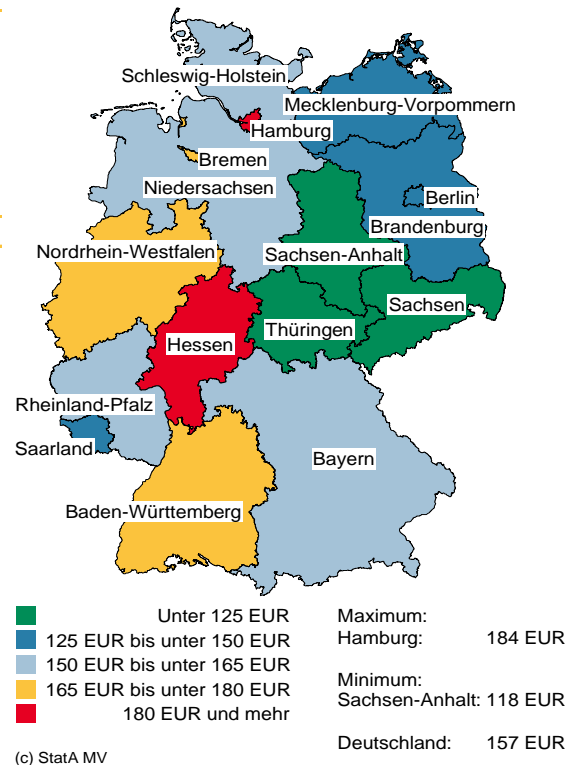 Schleswig-Holstein
Mecklenburg-Vorpommern
Hamburg
Bremen
Niedersachsen
Berlin
Brandenburg
Nordrhein-Westfalen
Sachsen-Anhalt
Sachsen
Thüringen
Hessen
Rheinland-Pfalz
Saarland
Bayern
Baden-Württemberg
Unter 125 EUR
125 EUR bis unter 150 EUR
150 EUR bis unter 165 EUR
165 EUR bis unter 180 EUR
180 EUR und mehr
Maximum:
Hamburg: 184 EUR
Minimum:
Sachsen-Anhalt: 118 EUR
Deutschland: 157 EUR
(c) StatA MV